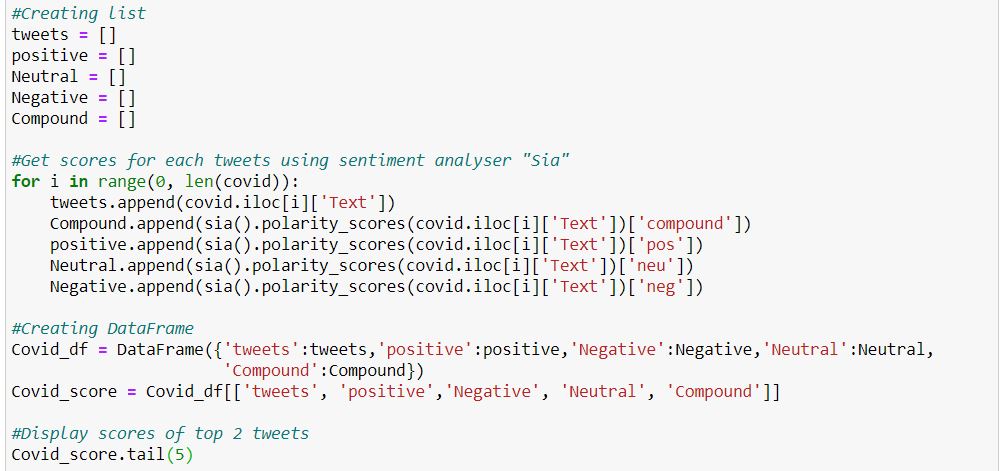 #Creating list
tweets = []
positive = []
Neutral = []
Negative = []
Compound = []
#Get scores for each tweets using sentiment analyser "Sia"
for i in range(0, len(covid)):
    tweets.append(covid.iloc[i]['Text'])
    Compound.append(sia().polarity_scores(covid.iloc[i]['Text'])['compound'])
    positive.append(sia().polarity_scores(covid.iloc[i]['Text'])['pos'])
    Neutral.append(sia().polarity_scores(covid.iloc[i]['Text'])['neu'])
    Negative.append(sia().polarity_scores(covid.iloc[i]['Text'])['neg'])
#Creating DataFrame
Covid_df = DataFrame({'tweets':tweets,'positive':positive,'Negative':Negative,'Neutral':Neutral,
                      'Compound':Compound})
Covid_score = Covid_df[['tweets', 'positive','Negative', 'Neutral', 'Compound']]
#Display scores of top 2 tweets
Covid_score.tail(5)